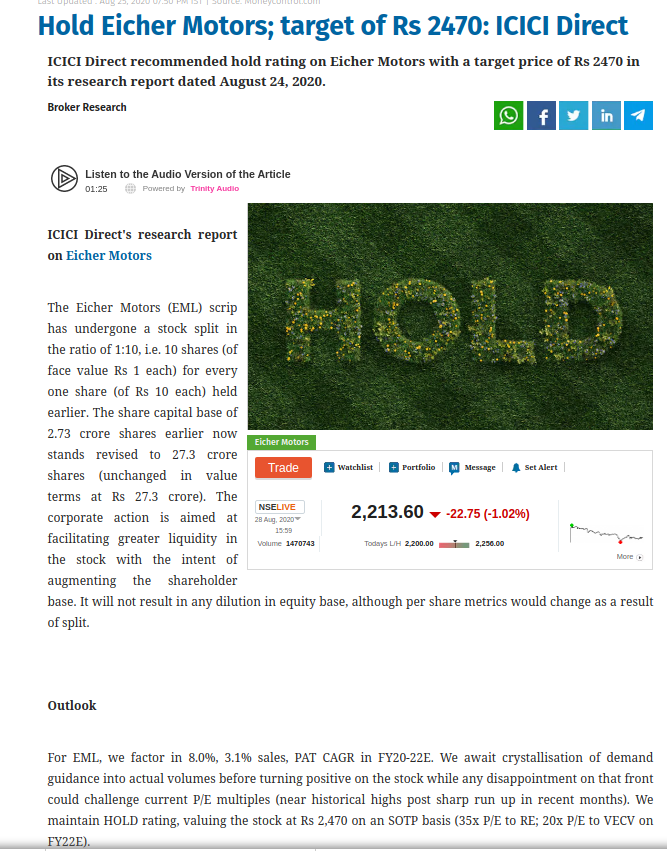 Last Updated : Aug 25, 2020 07:50 PM IST | Source: Moneycontrol.com
Hold Eicher Motors; target of Rs 2470: ICICI Direct
ICICI Direct recommended hold rating on Eicher Motors with a target price of Rs 2470 in
its research report dated August 24, 2020.
Broker Research
Listen to the Audio Version of the Article
01:25 Powered by Trinity Audio
ICICI Direct's research report
on Eicher Motors
The Eicher Motors (EML) scrip
has undergone a stock split in
the ratio of 1:10, i.e. 10 shares (of
face value Rs 1 each) for every
one share (of Rs 10 each) held
earlier. The share capital base of
2.73 crore shares earlier now
stands revised to 27.3 crore
shares (unchanged in value
terms at Rs 27.3 crore). The
corporate action is aimed at
facilitating greater liquidity in
the stock with the intent of
augmenting the shareholder
HOLD
Eicher Motors
Trade Watchlist Portfolio Message Set Alert
NSELIVE
28 Aug, 2020
15:59
Volume 1470743
2,213.60 -22.75 (-1.02%)
Todays L/H 2,200.00 2,256.00
More
base. It will not result in any dilution in equity base, although per share metrics would change as a result
of split.
Outlook
For EML, we factor in 8.0%, 3.1% sales, PAT CAGR in FY20-22E. We await crystallisation of demand
guidance into actual volumes before turning positive on the stock while any disappointment on that front
could challenge current P/E multiples (near historical highs post sharp run up in recent months). We
maintain HOLD rating, valuing the stock at Rs 2,470 on an SOTP basis (35x P/E to RE; 20x P/E to VECV on
FY22E).